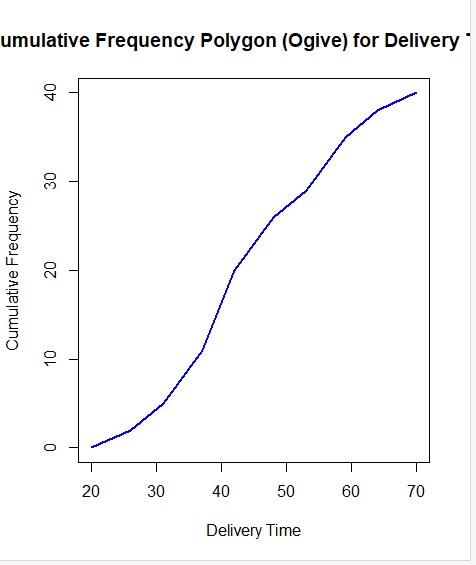 umulative Frequency Polygon (Ogive) for Delivery
40
30
20
10
0
Cumulative Frequency
20 30 40 50 60 70
Delivery Time